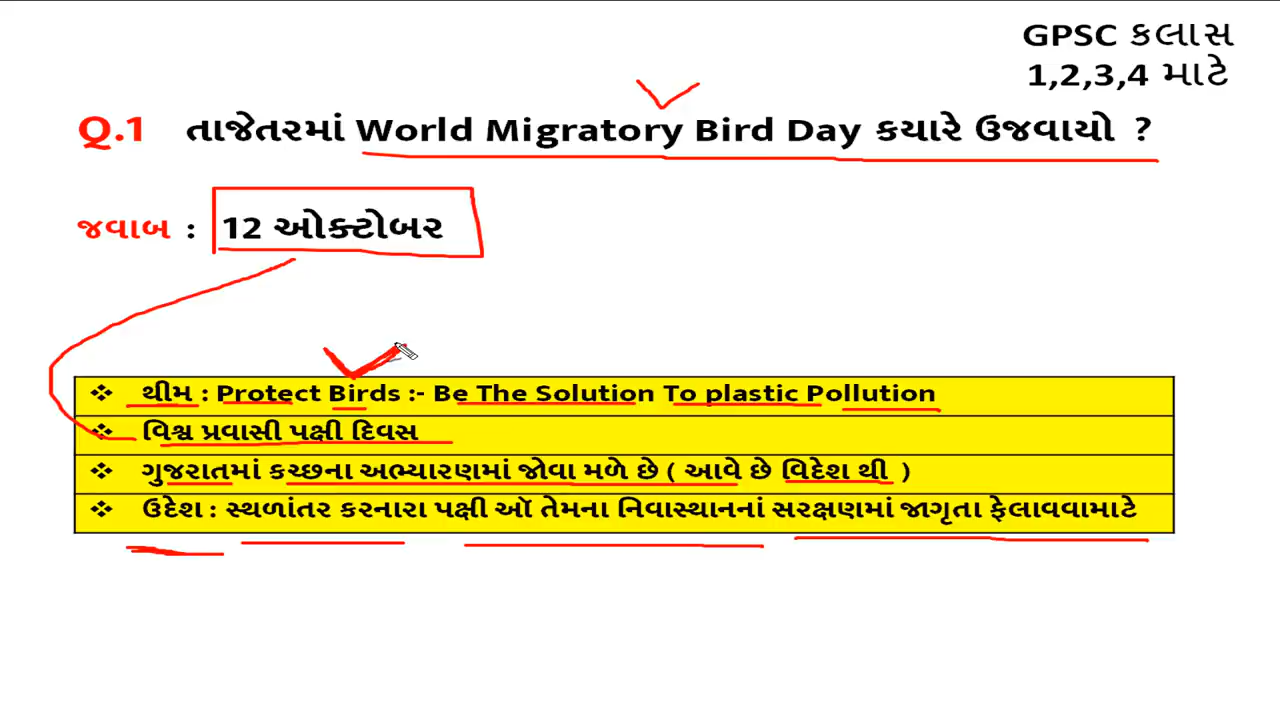 GPSC કલાસ
1,2,3,4 માટે
Q.1 તાજેતરમાં World Migratory Bird Day કયારે ઉજવાયો ?
જવાબ : 12 ઓક્ટોબર
❖ થીમ : Protect Birds :- Be The Solution To plastic Pollution
❖ વિશ્વ પ્રવાસી પક્ષી દિવસ
❖ ગુજરાતમાં કચ્છના અભ્યારણમાં જોવા મળે છે ( આવે છે વિદેશ થી )
❖ ઉદેશ : સ્થળાંતર કરનારા પક્ષી ઑ તેમના નિવાસ્થાનનાં સરક્ષણમાં જાગૃતા ફેલાવવામાટે